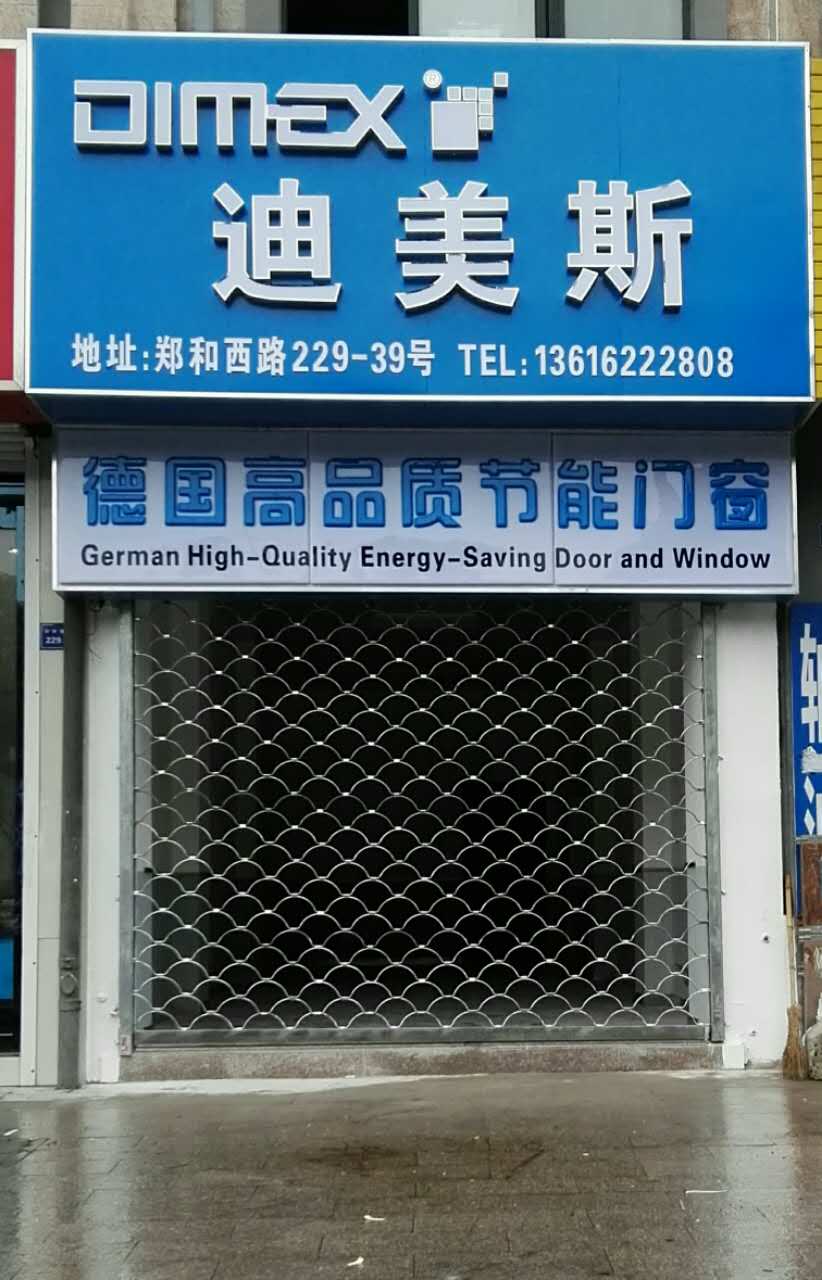 DIMEX®
迪美斯
地址:郑和西路229-39号 TEL:13616222808
德国高品质节能门窗
German High-Quality Energy-Saving Door and Window
229